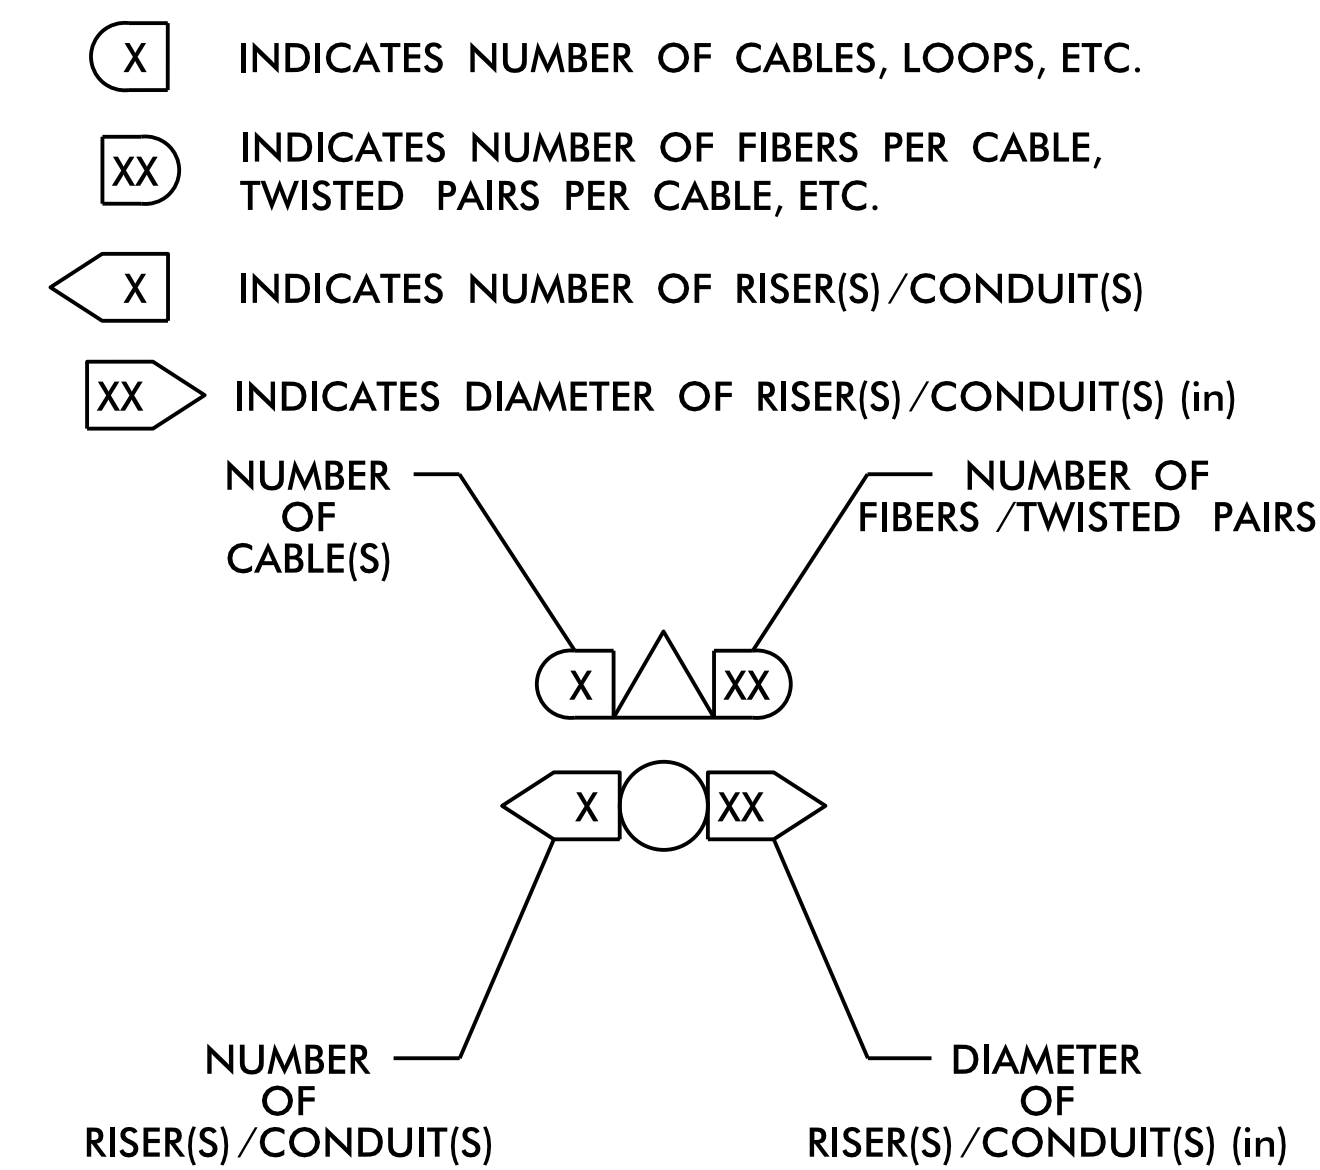 X INDICATES NUMBER OF CABLES, LOOPS, ETC.
XX INDICATES NUMBER OF FIBERS PER CABLE,
TWISTED PAIRS PER CABLE, ETC.
X INDICATES NUMBER OF RISER(S)/CONDUIT(S)
XX INDICATES DIAMETER OF RISER(S)/CONDUIT(S) (in)
NUMBER
OF
CABLE(S)
NUMBER OF
FIBERS /TWISTED PAIRS
X XX
X XX
NUMBER
OF
RISER(S)/CONDUIT(S)
DIAMETER
OF
RISER(S)/CONDUIT(S) (in)